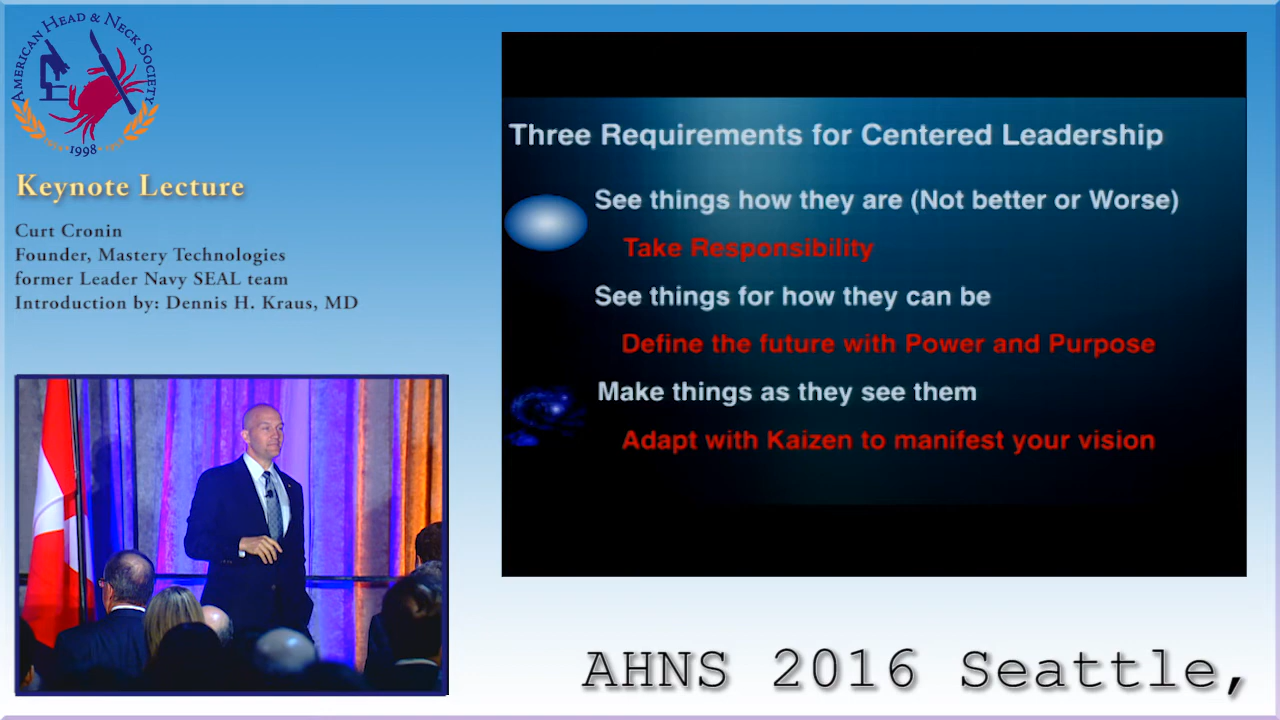 AMERICAN HEAD & NECK SOCIETY
1998
Keynote Lecture
Curt Cronin
Founder, Mastery Technologies
former Leader Navy SEAL team
Introduction by: Dennis H. Kraus, MD
Three Requirements for Centered Leadership
See things how they are (Not better or Worse)
Take Responsibility
See things for how they can be
Define the future with Power and Purpose
Make things as they see them
Adapt with Kaizen to manifest your vision
AHNS 2016 Seattle,